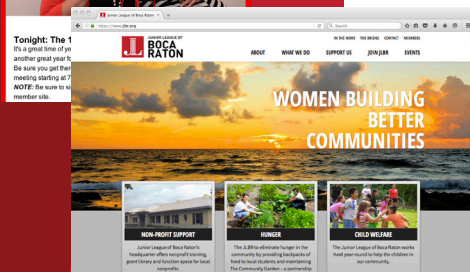 Tonight: The 1
It's a great time of ye
another great year fo
Be sure you get ther
meeting starting at 7
NOTE: Be sure to si
member site.
Junior League of Boca Raton
https://www.jlbr.org
Search
JUNIOR LEAGUE OF
BOCA
RATON
IN THE NEWS THE BRIDGE CONTACT MEMBERS
ABOUT WHAT WE DO SUPPORT US JOIN JLBR EVENTS
WOMEN BUILDING
BETTER
COMMUNITIES
NON-PROFIT SUPPORT
Junior League of Boca Raton's
headquarter offers nonprofit training,
grant library and function space for local
nonprofits.
HUNGER
The JLBR to eliminate hunger in the
community by providing backpacks of
food to local students and maintaining
The Community Garden – a partnership
CHILD WELFARE
The Junior League of Boca Raton works
hard year-round to help the children in
our community.